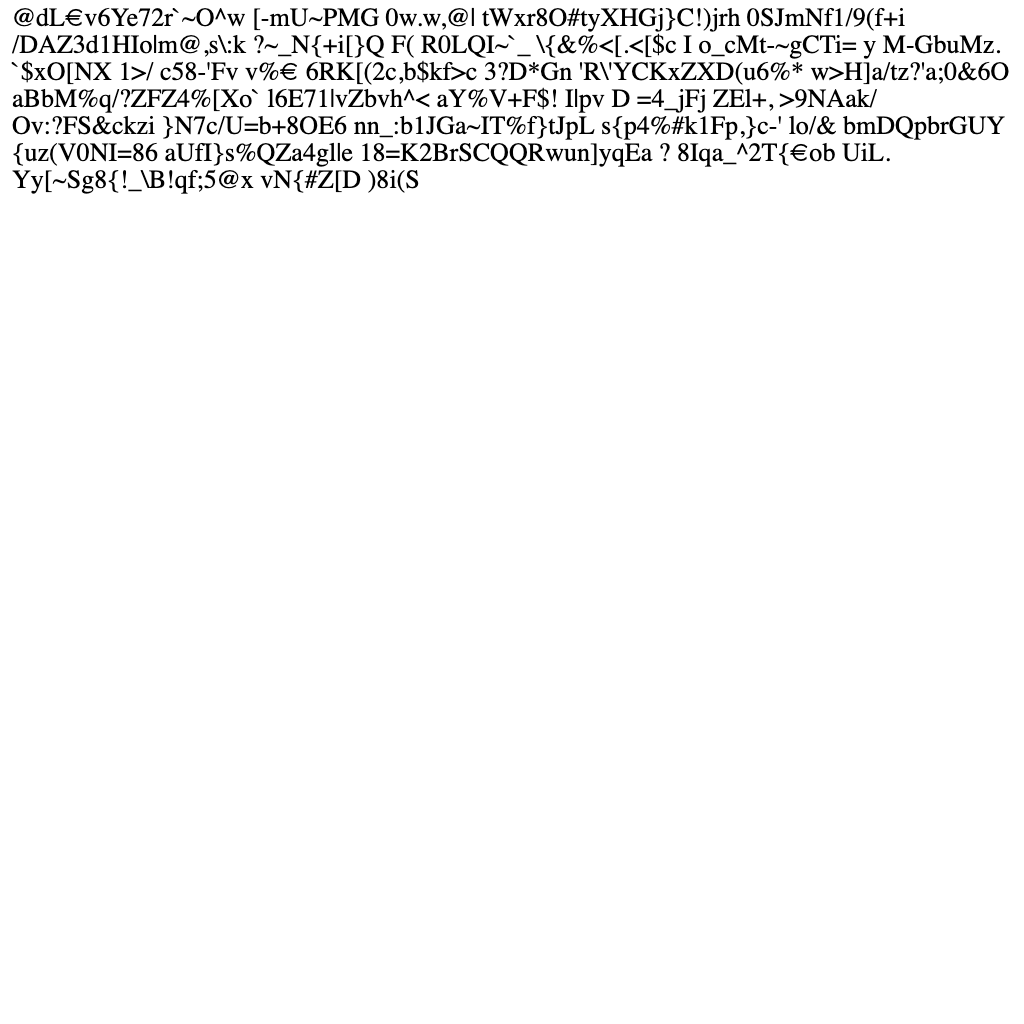 @dL€v6Ye72r`~O^w [-mU~PMG 0w.w,@| tWxr8O#tyXHGj}C!)jrh 0SJmNf1/9(f+i
/DAZ3d1HIo|m@,s\:k ?~_N{+i[}Q F( R0LQI~`_ \{&%<[.<[$c I o_cMt-~gCTi= y M-GbuMz.
`$xO[NX 1>/ c58-'Fv v%€ 6RK[(2c,b$kf>c 3?D*Gn 'R\'YCKxZXD(u6%* w>H]a/tz?'a;0&6O
aBbM%q/?ZFZ4%[Xo` l6E71|vZbvh^< aY%V+F$! I|pv D =4_jFj ZEl+, >9NAak/
Ov:?FS&ckzi }N7c/U=b+8OE6 nn_:b1JGa~IT%f}tJpL s{p4%#k1Fp,}c-' lo/& bmDQpbrGUY
{uz(V0NI=86 aUfI}s%QZa4gl|e 18=K2BrSCQQRwun]yqEa ? 8Iqa_^2T{€ob UiL.
Yy[~Sg8{!_\B!qf;5@x vN{#Z[D )8i(S